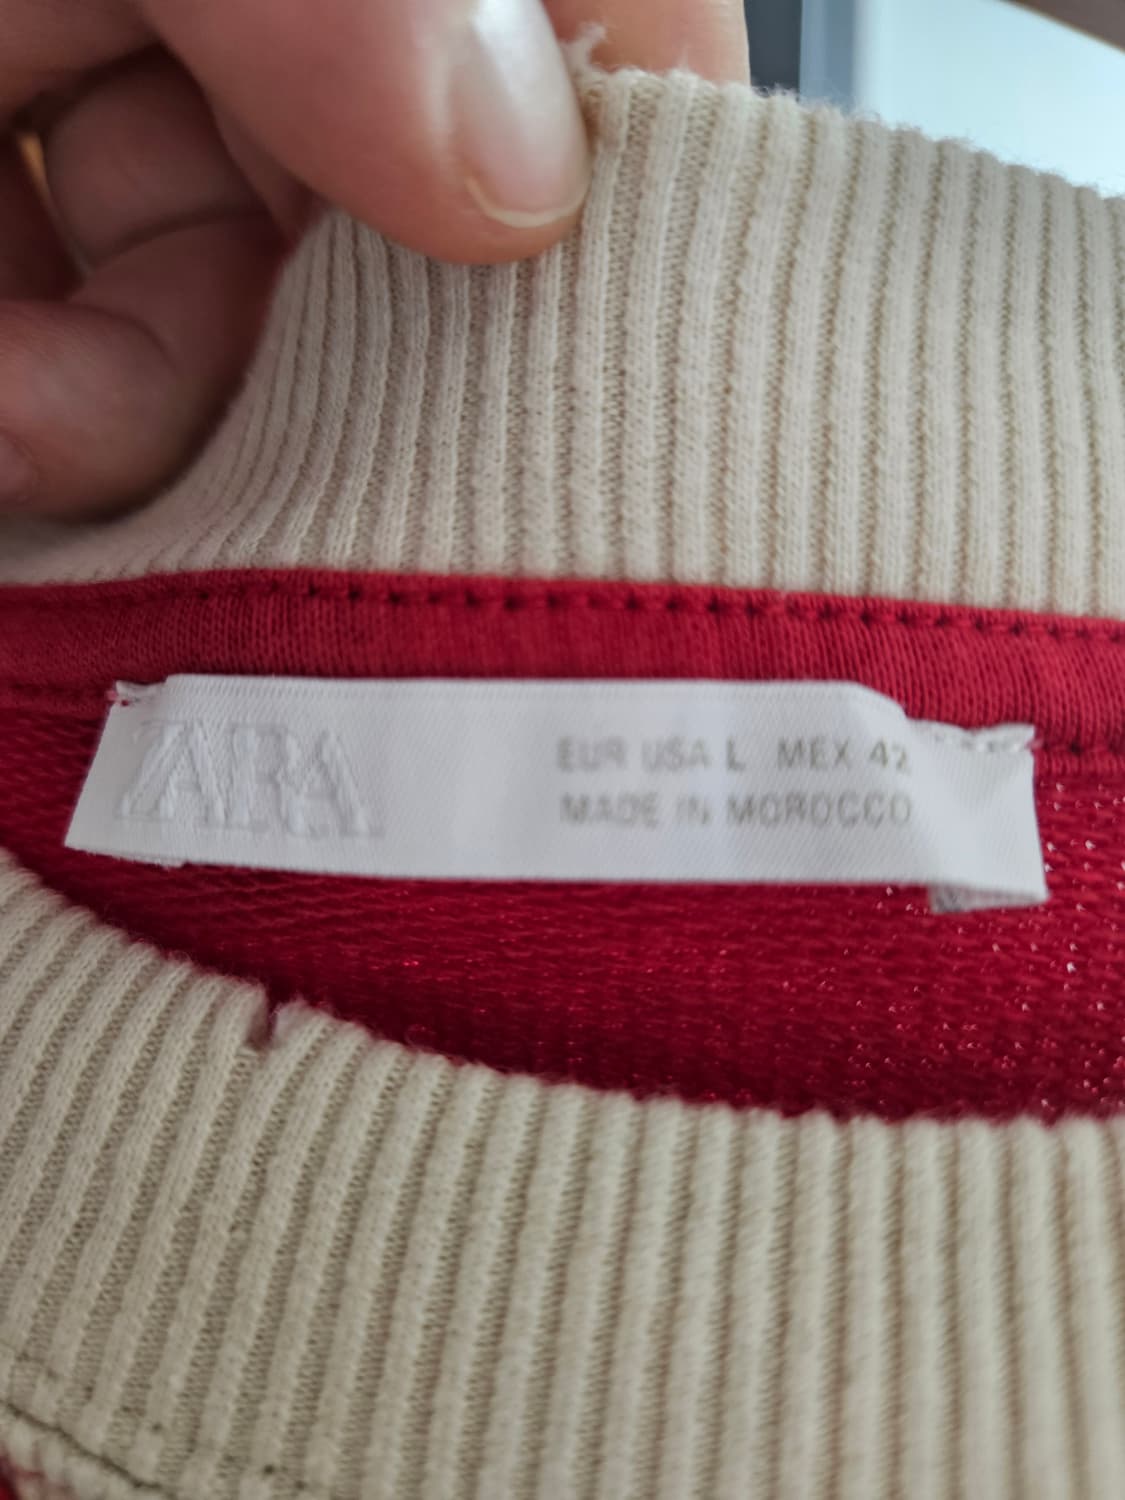 ZARA
EUR USA L MEX 42
MADE IN MOROCCO